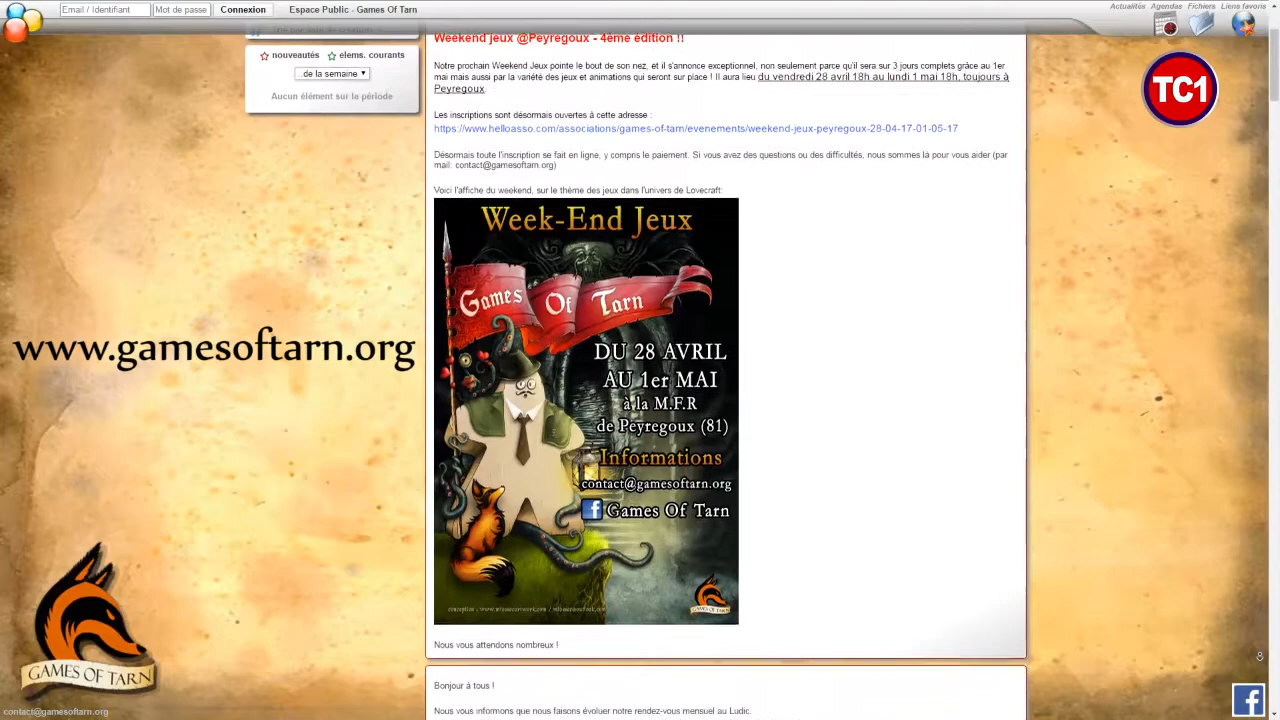 Email / Identifiant
Mot de passe
Connexion
Espace Public - Games Of Tarn
Actualités Agendas Fichiers Liens favoris
nouveautés elems. courants
..de la semaine
Aucun élément sur la période
Weekend jeux @Peyregoux - 4ème édition !!
Notre prochain Weekend Jeux pointe le bout de son nez, et il s'annonce exceptionnel, non seulement parce qu'il sera sur 3 jours complets grâce au 1er
mai mais aussi par la variété des jeux et animations qui seront sur place ! Il aura lieu du vendredi 28 avril 18h au lundi 1 mai 18h, toujours à
Peyregoux.
Les inscriptions sont désormais ouvertes à cette adresse :
https://www.helloasso.com/associations/games-of-tarn/evenements/weekend-jeux-peyregoux-28-04-17-01-05-17
Désormais toute l'inscription se fait en ligne, y compris le paiement. Si vous avez des questions ou des difficultés, nous sommes là pour vous aider (par
mail: contact@gamesoftarn.org)
Voici l'affiche du weekend, sur le thème des jeux dans l'univers de Lovecraft:
Week-End Jeux
Games Of Tarn
DU 28 AVRIL
AU 1er MAI
à la M.F.R
de Peyregoux (81)
Informations
contact@gamesoftarn.org
Games Of Tarn
GAMES OF TARN
Nous vous attendons nombreux !
Bonjour à tous !
Nous vous informons que nous faisons évoluer notre rendez-vous mensuel au Ludic.
www.gamesoftarn.org
GAMES OF TARN
contact@gamesoftarn.org
TC1